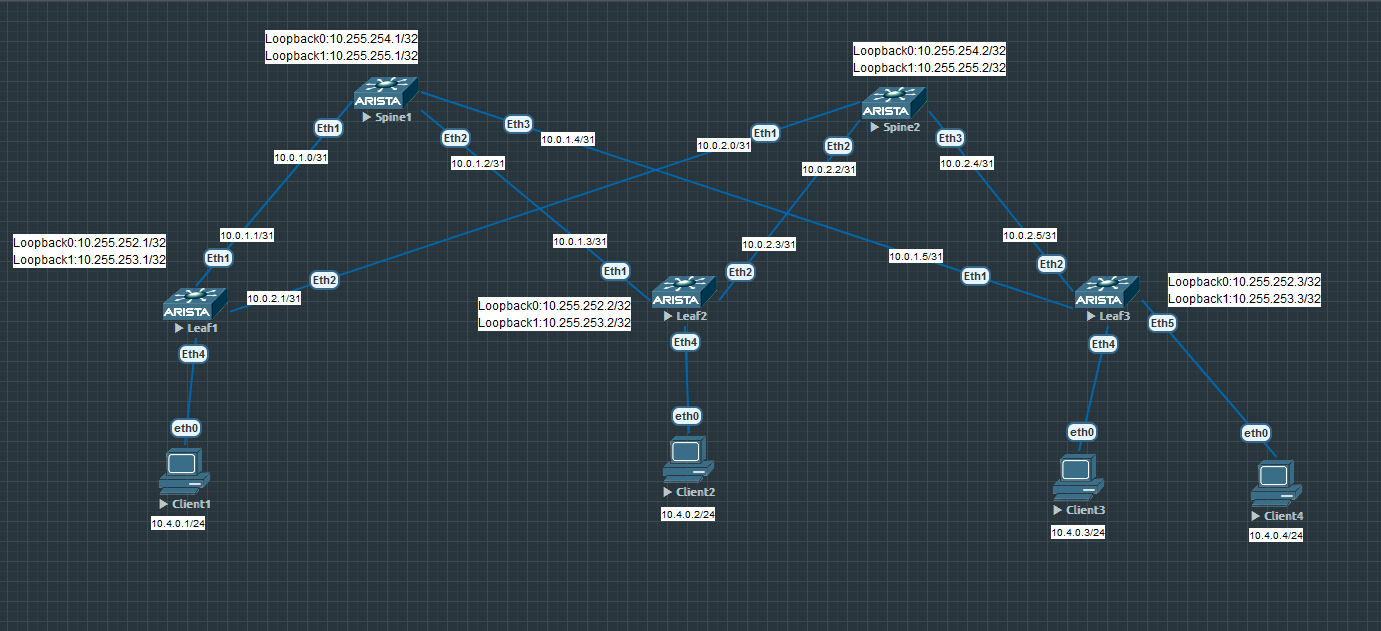 Loopback0:10.255.254.1/32
Loopback1:10.255.255.1/32
Loopback0:10.255.254.2/32
Loopback1:10.255.255.2/32
ARISTA
Spine1
ARISTA
Spine2
Eth1
Eth2
Eth3
Eth1
Eth2
Eth3
10.0.1.0/31
10.0.1.2/31
10.0.1.4/31
10.0.2.0/31
10.0.2.2/31
10.0.2.4/31
Loopback0:10.255.252.1/32
Loopback1:10.255.253.1/32
10.0.1.1/31
10.0.1.3/31
10.0.2.3/31
10.0.1.5/31
10.0.2.5/31
Eth1
Eth2
10.0.2.1/31
Eth1
Eth2
Eth1
Eth2
Loopback0:10.255.252.2/32
Loopback1:10.255.253.2/32
Loopback0:10.255.252.3/32
Loopback1:10.255.253.3/32
ARISTA
Leaf1
ARISTA
Leaf2
ARISTA
Leaf3
Eth4
Eth4
Eth4
Eth5
eth0
eth0
eth0
eth0
Client1
10.4.0.1/24
Client2
10.4.0.2/24
Client3
10.4.0.3/24
Client4
10.4.0.4/24